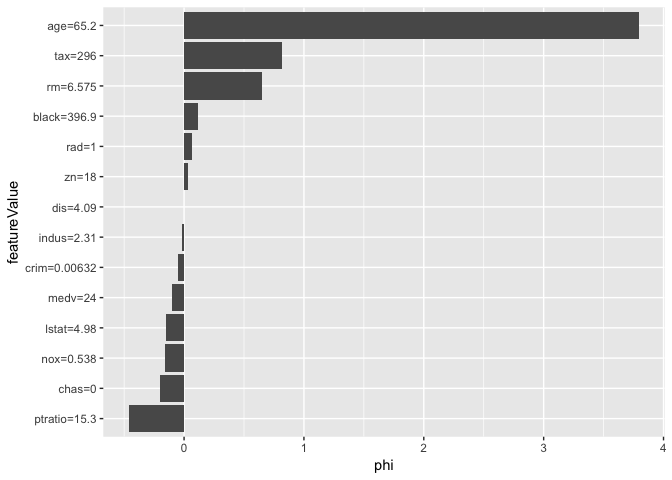 age=65.2
tax=296
rm=6.575
black=396.9
rad=1
zn=18
dis=4.09
indus=2.31
crim=0.00632
medv=24
lstat=4.98
nox=0.538
chas=0
ptratio=15.3
featureValue
0 1 2 3 4
phi